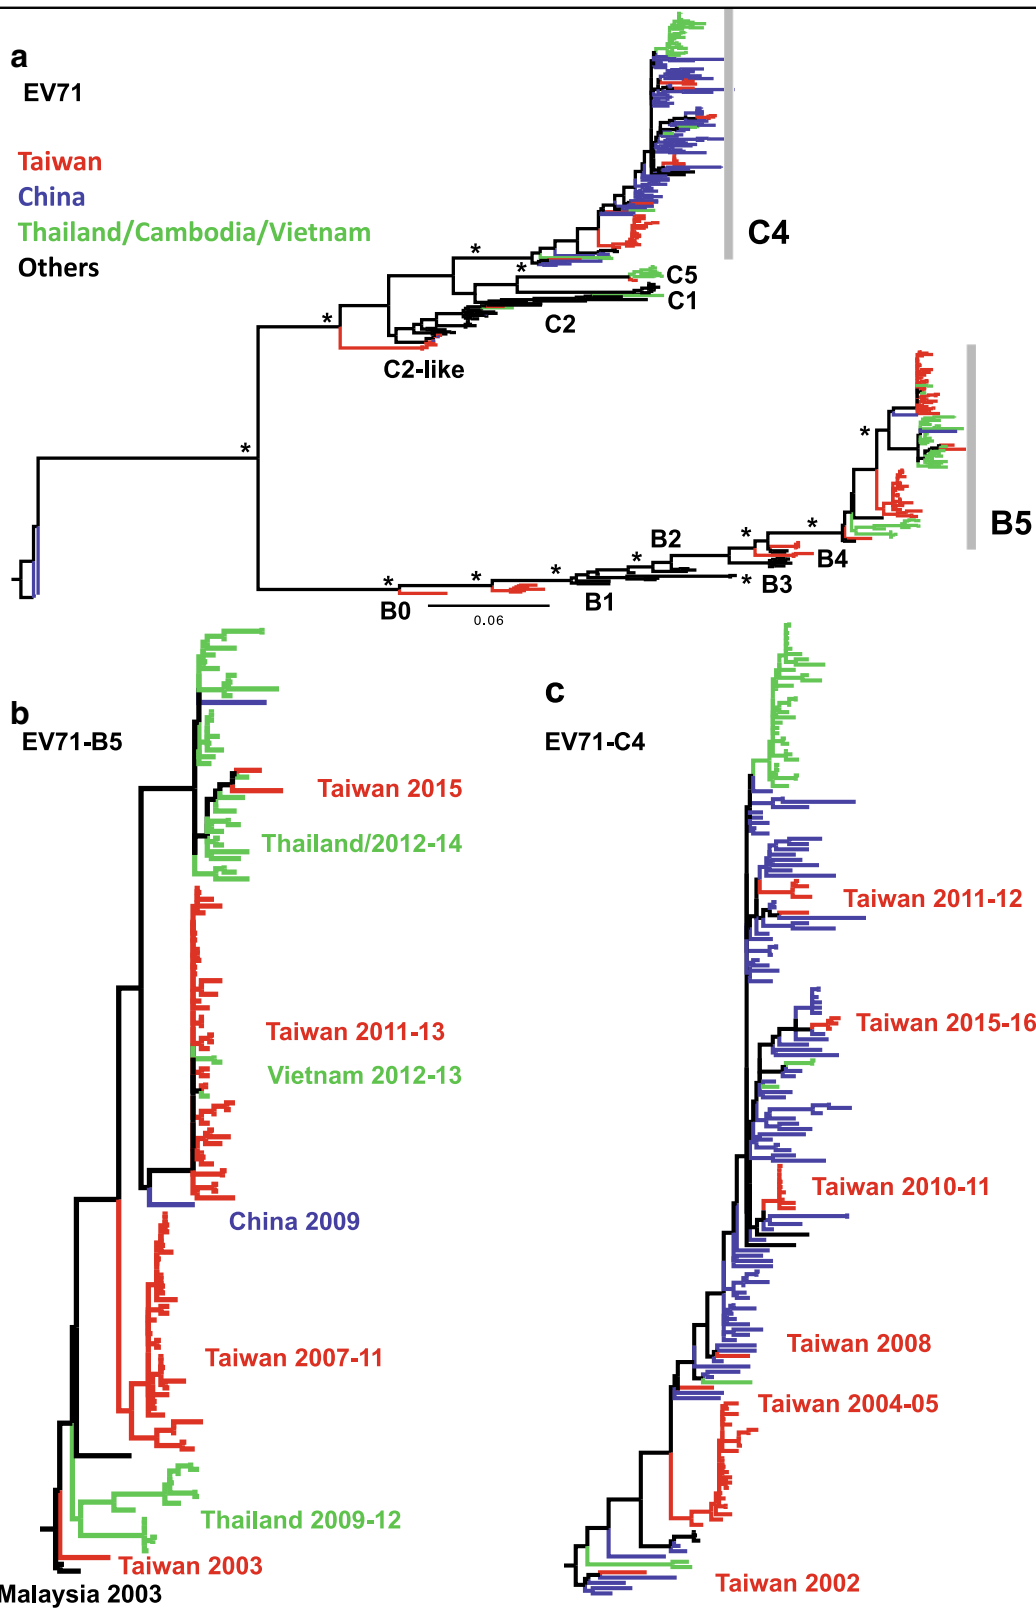 a
EV71
Taiwan
China
Thailand/Cambodia/Vietnam
Others
C4
*
*
C5
C1
*
C2
C2-like
*
*
B5
*
*
B2
*
B4
*
*
*
*
B3
B1
B0
0.06
b
EV71-B5
Taiwan 2015
Thailand/2012-14
Taiwan 2011-13
Vietnam 2012-13
China 2009
Taiwan 2007-11
Thailand 2009-12
Taiwan 2003
Malaysia 2003
c
EV71-C4
Taiwan 2011-12
Taiwan 2015-16
Taiwan 2010-11
Taiwan 2008
Taiwan 2004-05
Taiwan 2002